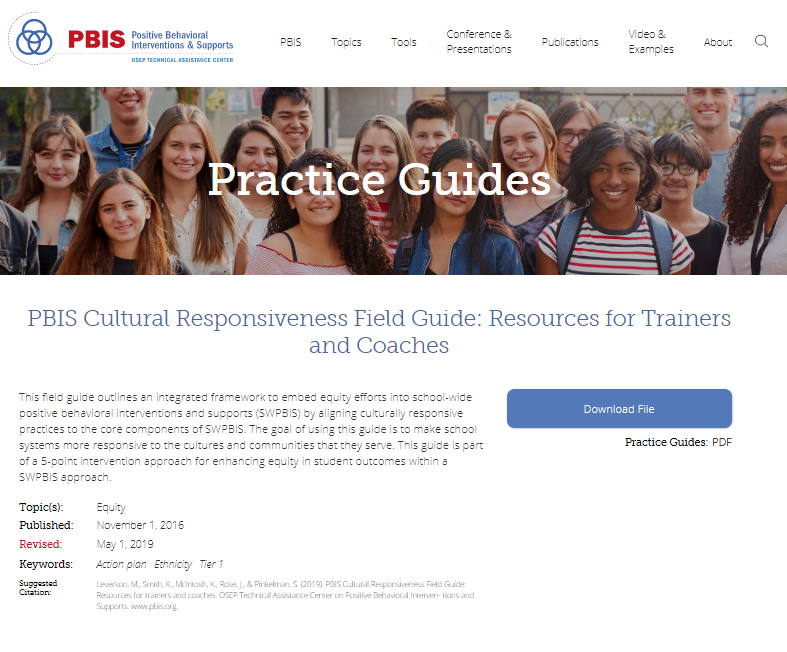 PBIS Positive Behavioral
Interventions & Supports
OSEP TECHNICAL ASSISTANCE CENTER
PBIS
Topics
Tools
Conference &
Presentations
Publications
Video &
Examples
About
Practice Guides
PBIS Cultural Responsiveness Field Guide: Resources for Trainers
and Coaches
This field guide outlines an integrated framework to embed equity efforts into school-wide
positive behavioral interventions and supports (SWPBIS) by aligning culturally responsive
practices to the core components of SWPBIS. The goal of using this guide is to make school
systems more responsive to the cultures and communities that they serve. This guide is part
of a 5-point intervention approach for enhancing equity in student outcomes within a
SWPBIS approach.
Download File
Practice Guides: PDF
Topic(s): Equity
Published: November 1, 2016
Revised: May 1, 2019
Keywords: Action plan Ethnicity Tier 1
Suggested
Citation:
Leverson, M., Smith, K., McIntosh, K., Rose, J., & Pinkelman, S. (2019). PBIS Cultural Responsiveness Field Guide:
Resources for trainers and coaches. OSEP Technical Assistance Center on Positive Behavioral Interven- tions and
Supports. www.pbis.org.